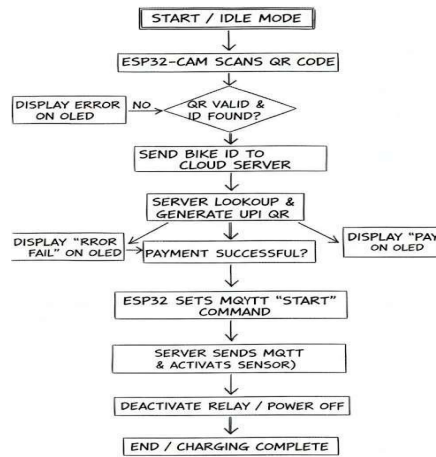 START / IDLE MODE
ESP32-CAM SCANS QR CODE
DISPLAY ERROR
ON OLED
NO
QR VALID &
ID FOUND?
SEND BIKE ID TO
CLOUD SERVER
SERVER LOOKOUP &
GENERATE UPI QR
DISPLAY "RROR
FAIL" ON OLED
PAYMENT SUCCESSFUL?
DISPLAY "PAY
ON OLED
ESP32 SETS MQYTT "START"
COMMAND
SERVER SENDS MQTT
& ACTIVATS SENSOR)
DEACTIVATE RELAY / POWER OFF
END / CHARGING COMPLETE